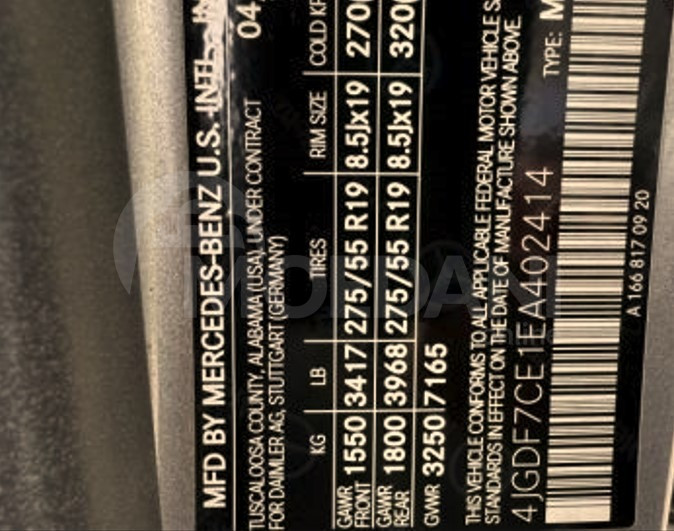 MFD BY MERCEDES-BENZ U.S. INTL. IN
TUSCALOOSA COUNTY, ALABAMA (USA), UNDER CONTRACT 04
FOR DAIMLER AG, STUTTGART (GERMANY)
KG LB TIRES RIM SIZE COLD KP
GAWR FRONT 1550 3417 275/55 R19 8.5Jx19 270
GAWR REAR 1800 3968 275/55 R19 8.5Jx19 320
GVWR 3250 7165
THIS VEHICLE CONFORMS TO ALL APPLICABLE FEDERAL MOTOR VEHICLE SA
STANDARDS IN EFFECT ON THE DATE OF MANUFACTURE SHOWN ABOVE.
4JGDF7CE1EA402414 TYPE: M
A 166 817 09 20